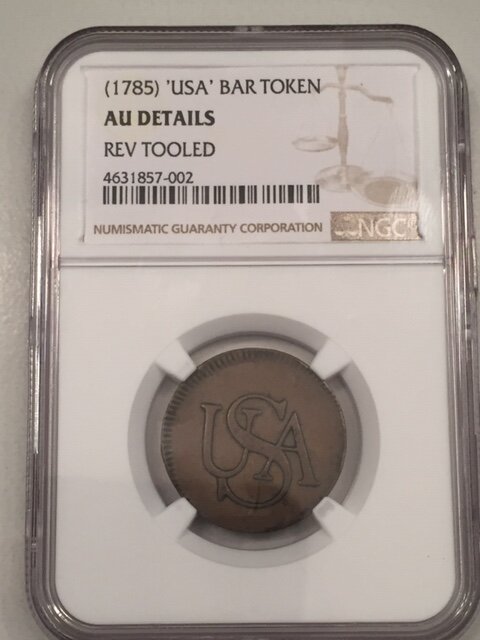 (1785) 'USA' BAR TOKEN
AU DETAILS
REV TOOLED
4631857-002
NUMISMATIC GUARANTY CORPORATION NGC
USA